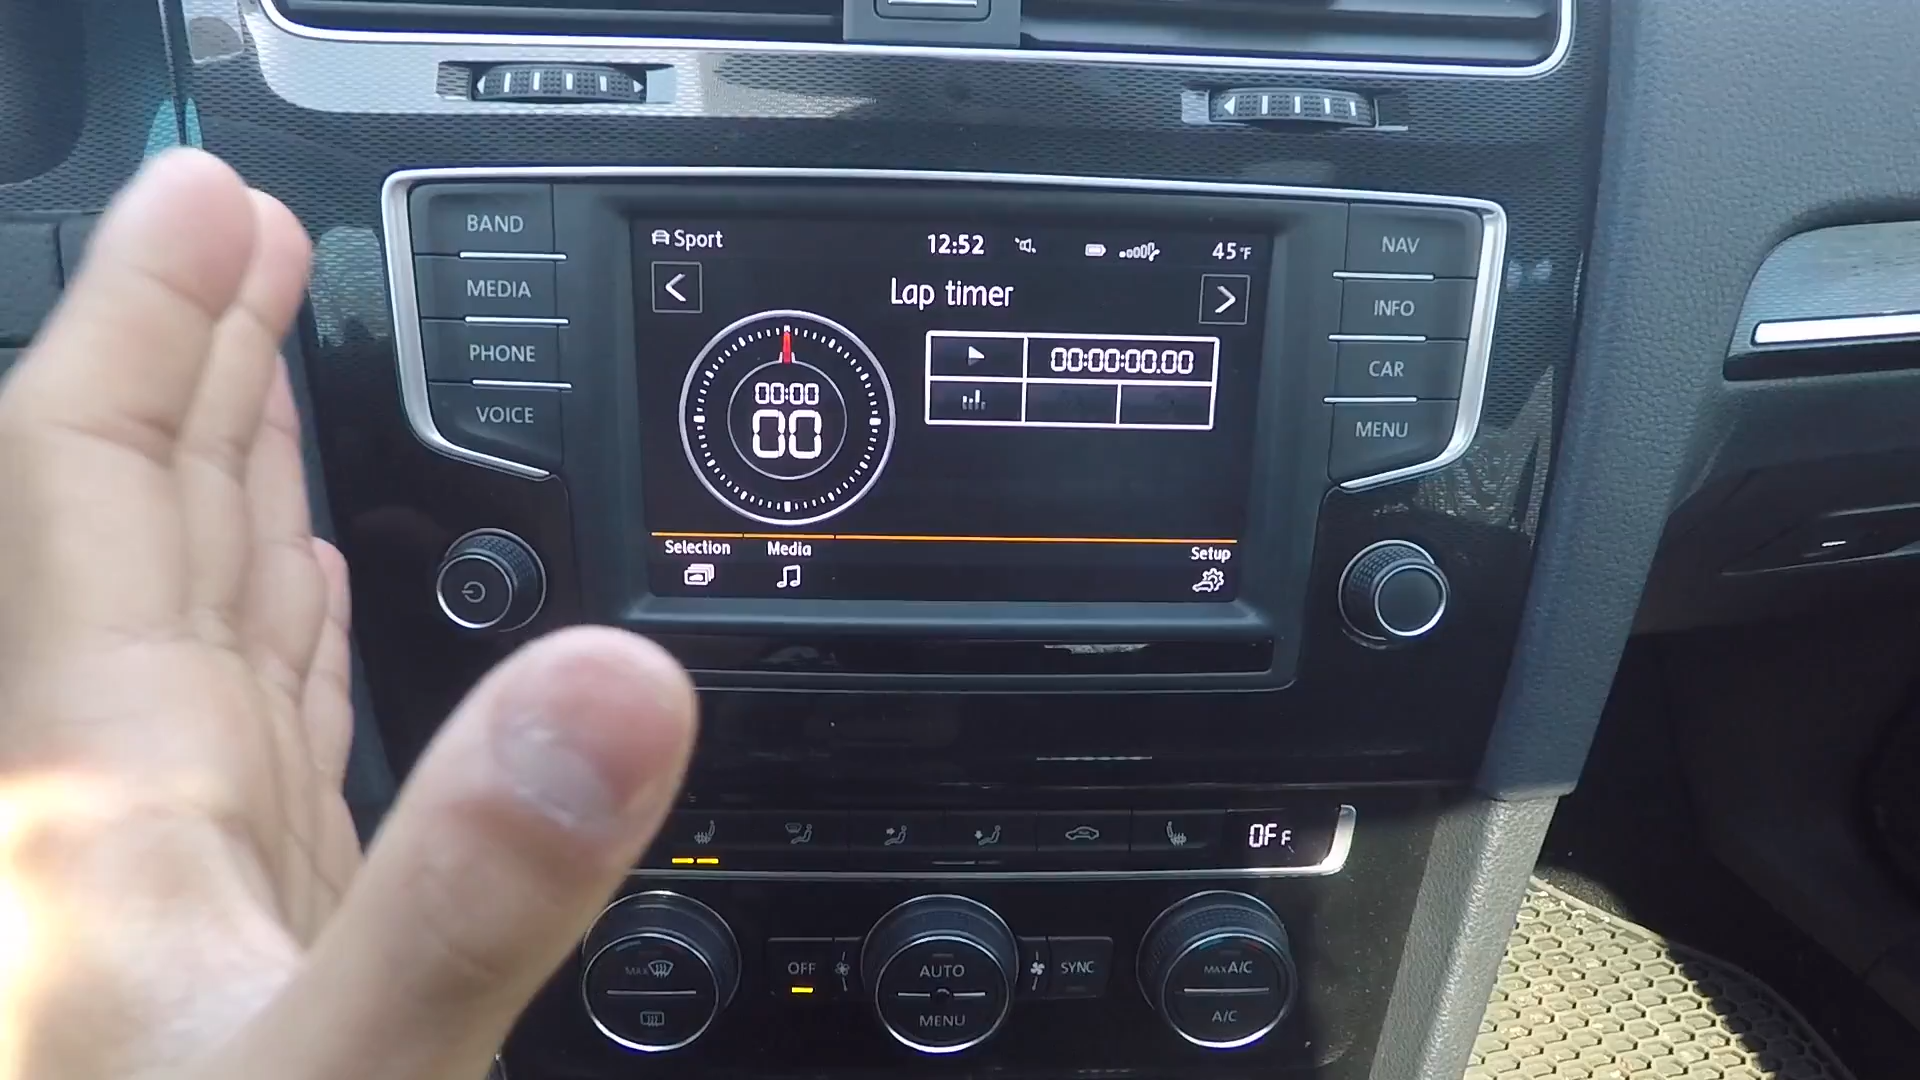 BAND
MEDIA
PHONE
VOICE
Sport
12:52
45°F
Lap timer
00:00
00
00:00:00.00
Selection
Media
Setup
NAV
INFO
CAR
MENU
OFF
MAX
OFF
AUTO
MENU
SYNC
MAX A/C
A/C